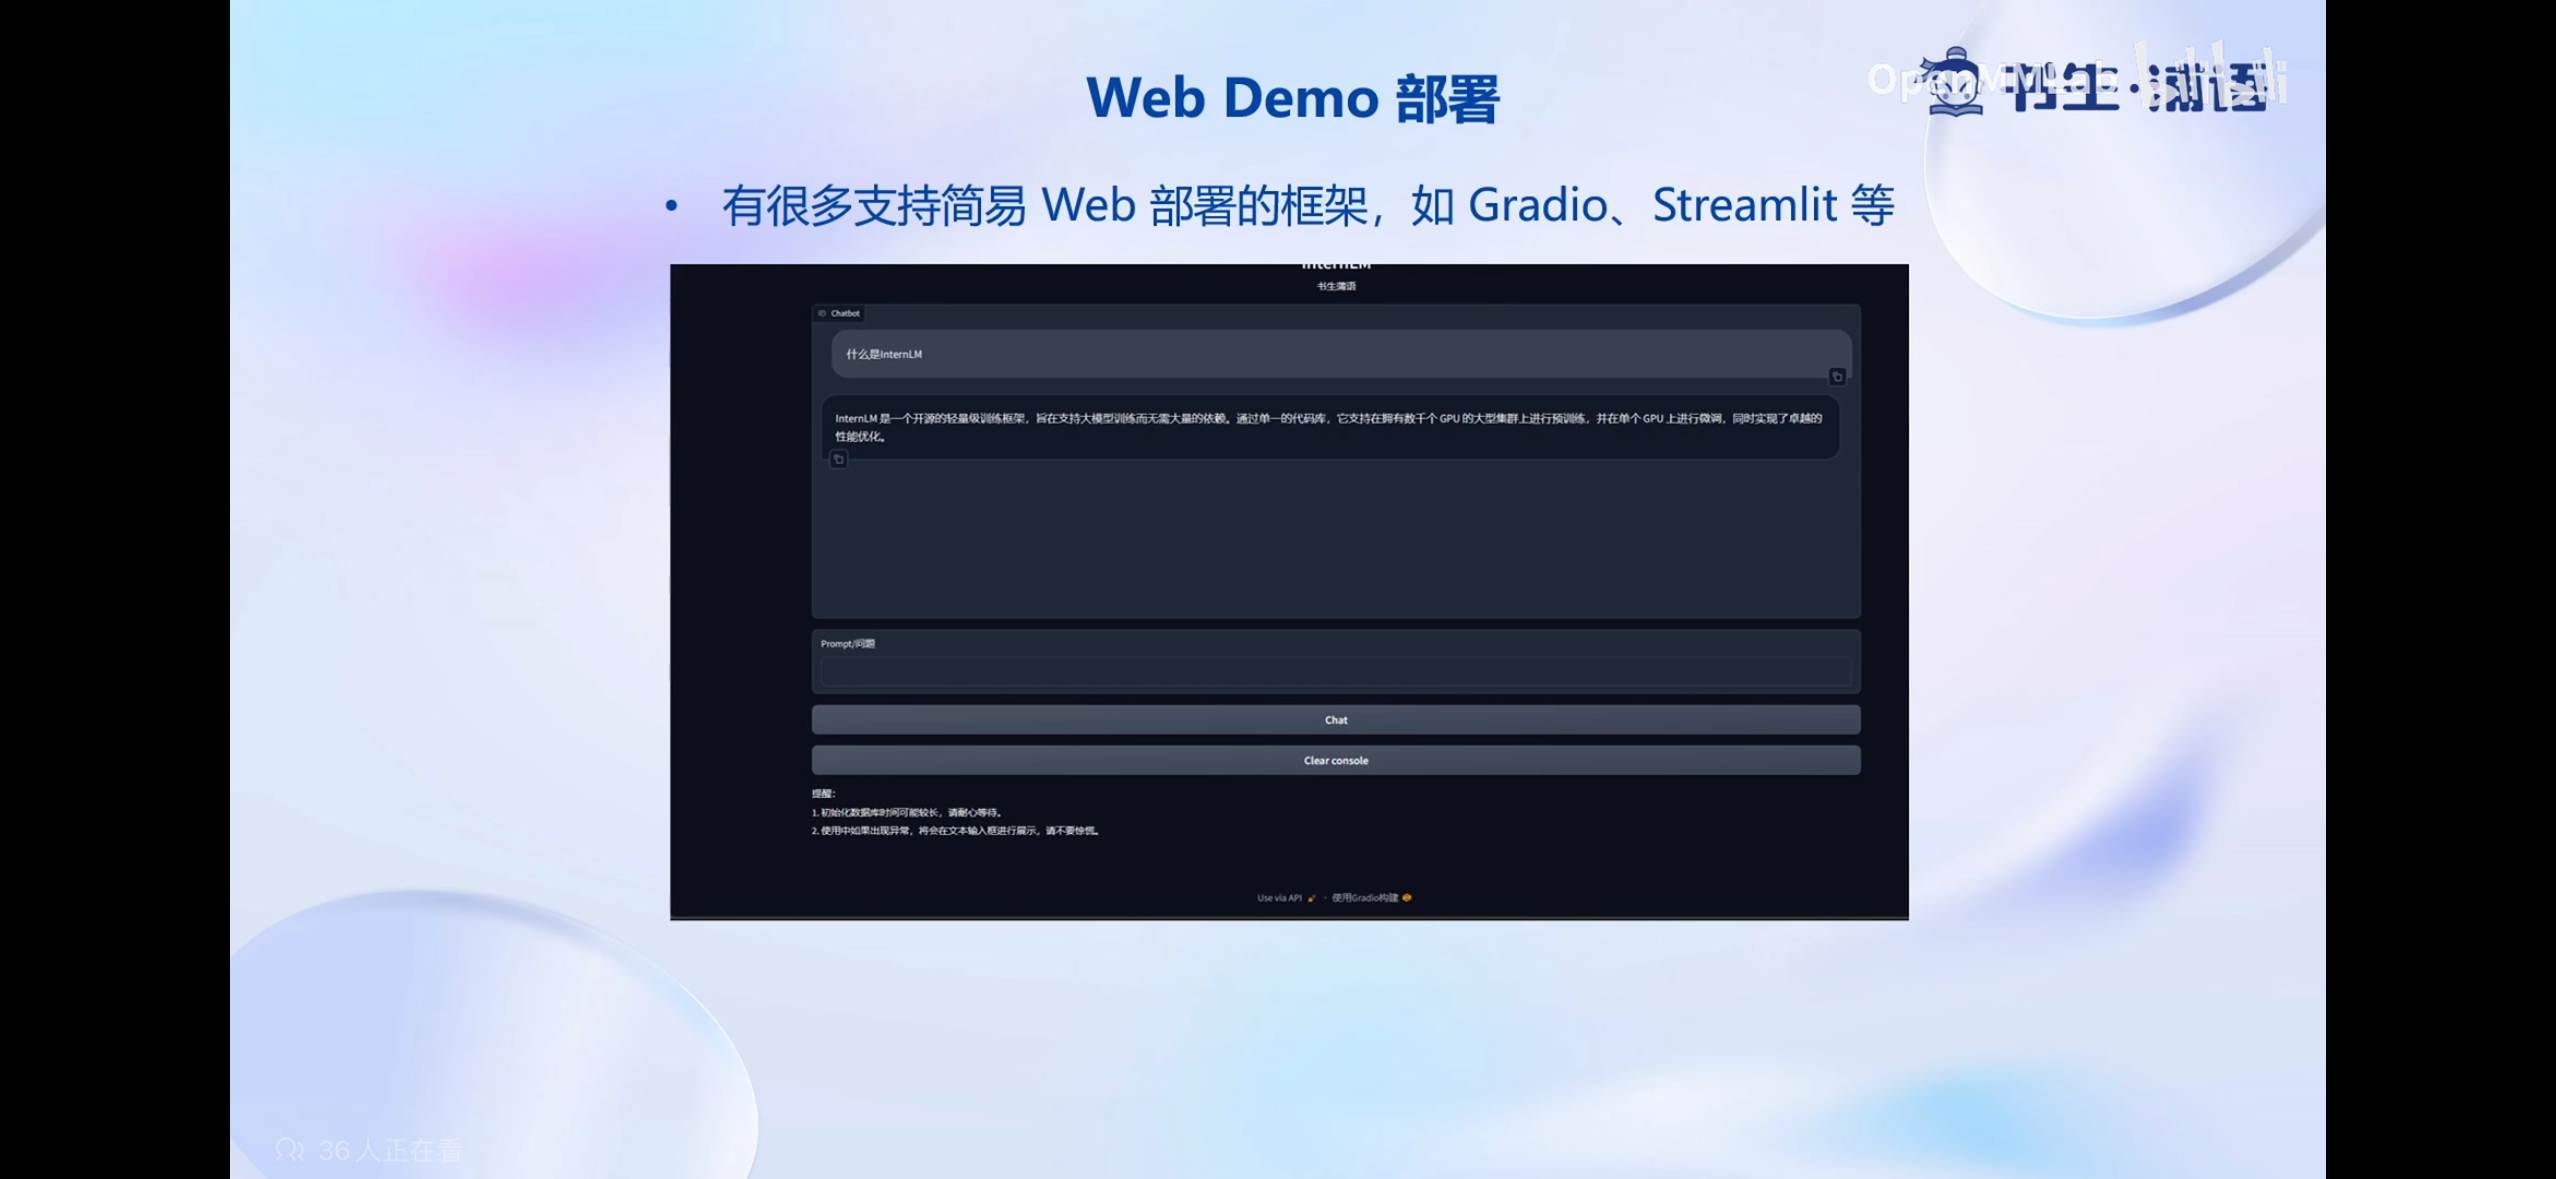 Web Demo 部署
OpenMMLab bilibili
书生·浦语
• 有很多支持简易 Web 部署的框架，如 Gradio、Streamlit 等
InternLM
书生浦语
Chatbot
什么是InternLM
InternLM 是一个开源的轻量级训练框架，旨在支持大模型训练而无需大量的依赖。通过单一的代码库，它支持在拥有数千个 GPU 的大型集群上进行预训练，并在单个 GPU 上进行微调，同时实现了卓越的
性能优化。
Prompt/问题
Chat
Clear console
提醒：
1. 初始化数据库时间可能较长，请耐心等待。
2. 使用中如果出现异常，将会在文本输入框进行展示，请不要惊慌。
Use via API · 使用Gradio构建
36 人正在看